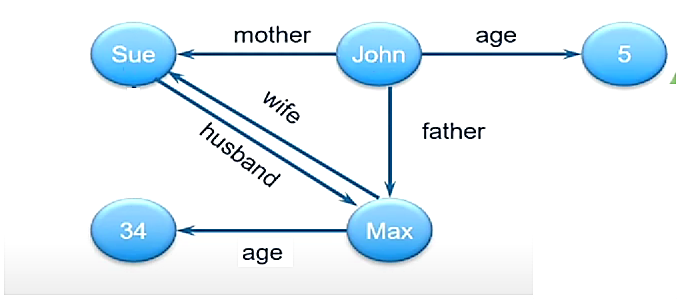 mother
age
Sue
John
5
wife
husband
father
34
Max
age